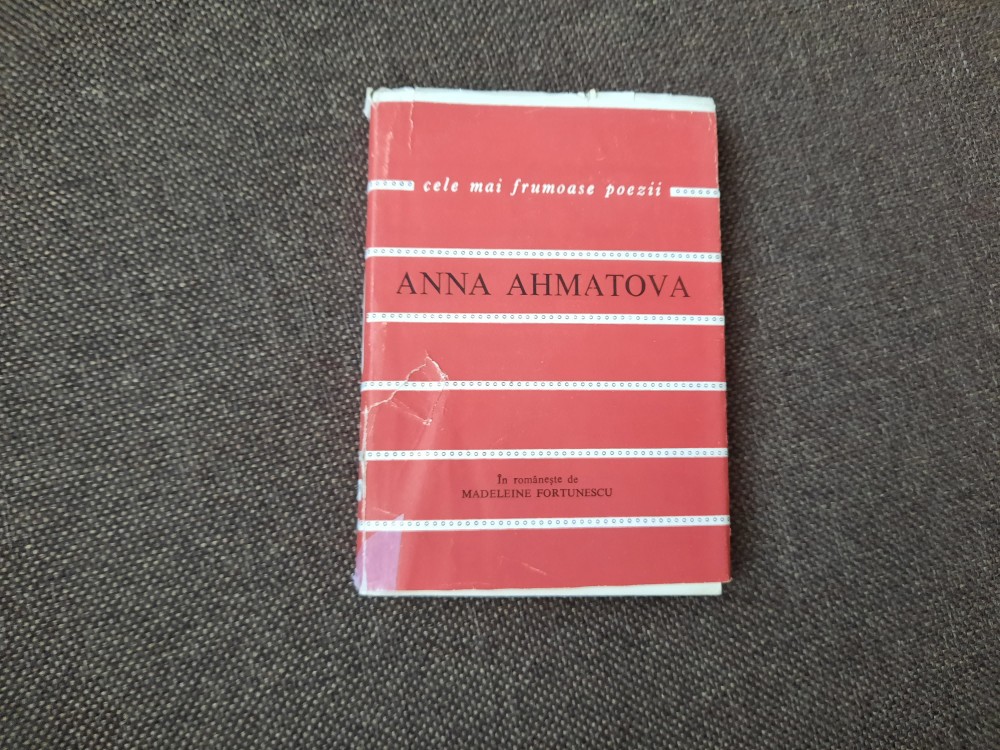 cele mai frumoase poezii
ANNA AHMATOVA
În românește de
MADELEINE FORTUNESCU